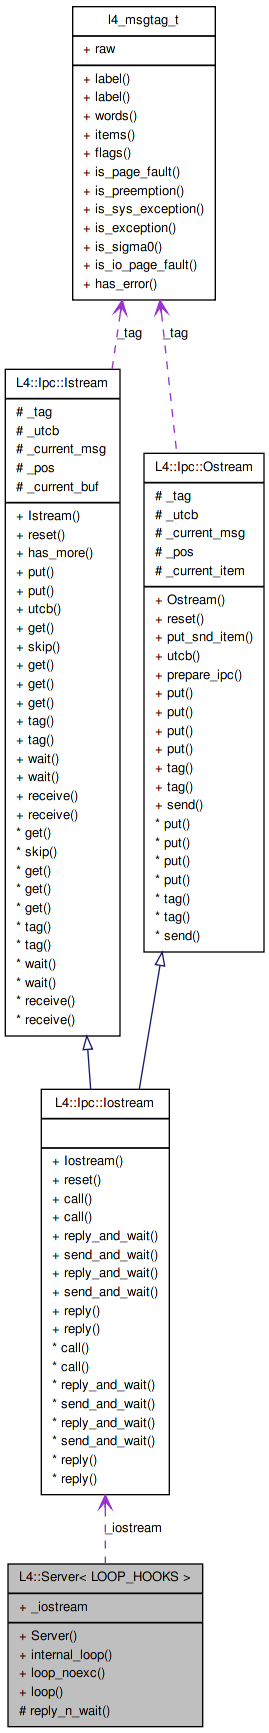 l4_msgtag_t
+ raw
+ label()
+ label()
+ words()
+ items()
+ flags()
+ is_page_fault()
+ is_preemption()
+ is_sys_exception()
+ is_exception()
+ is_sigma0()
+ is_io_page_fault()
+ has_error()
_tag
_tag
L4::Ipc::Istream
# _tag
# _utcb
# _current_msg
# _pos
# _current_buf
+ Istream()
+ reset()
+ has_more()
+ put()
+ put()
+ utcb()
+ get()
+ skip()
+ get()
+ get()
+ get()
+ tag()
+ tag()
+ wait()
+ wait()
+ receive()
+ receive()
* get()
* skip()
* get()
* get()
* get()
* tag()
* tag()
* wait()
* wait()
* receive()
* receive()
L4::Ipc::Ostream
# _tag
# _utcb
# _current_msg
# _pos
# _current_item
+ Ostream()
+ reset()
+ put_snd_item()
+ utcb()
+ prepare_ipc()
+ put()
+ put()
+ put()
+ put()
+ tag()
+ tag()
+ send()
* put()
* put()
* put()
* put()
* tag()
* tag()
* send()
L4::Ipc::Iostream
+ Iostream()
+ reset()
+ call()
+ call()
+ reply_and_wait()
+ send_and_wait()
+ reply_and_wait()
+ send_and_wait()
+ reply()
+ reply()
* call()
* call()
* reply_and_wait()
* send_and_wait()
* reply_and_wait()
* send_and_wait()
* reply()
* reply()
_iostream
L4::Server< LOOP_HOOKS >
+ _iostream
+ Server()
+ internal_loop()
+ loop_noexc()
+ loop()
# reply_n_wait()